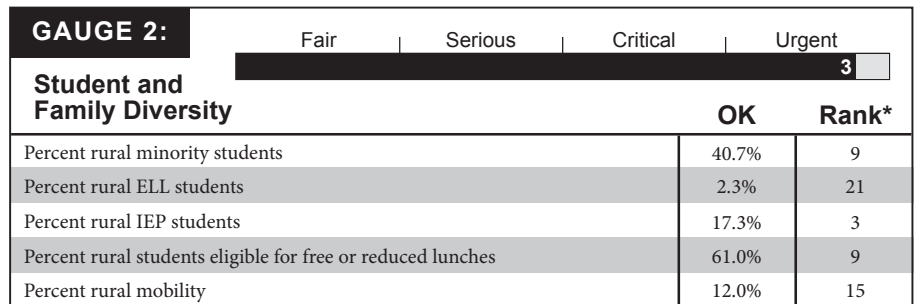 GAUGE 2:
Fair Serious Critical Urgent
3
Student and
Family Diversity
OK Rank*
Percent rural minority students 40.7% 9
Percent rural ELL students 2.3% 21
Percent rural IEP students 17.3% 3
Percent rural students eligible for free or reduced lunches 61.0% 9
Percent rural mobility 12.0% 15